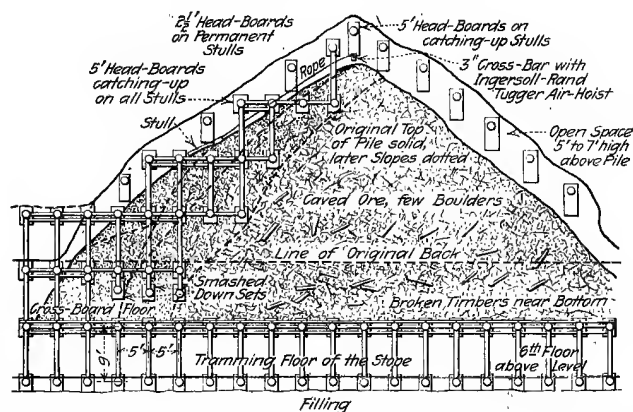 2½' Head-Boards
on Permanent
Stulls
5' Head-Boards on
catching-up Stulls
5' Head-Boards
catching-up
on all Stulls
Rope
3" Cross-Bar with
Ingersoll-Rand
Tugger Air-Hoist
Stull
Original Top
of Pile solid,
later Slopes dotted
Open Space
5' to 7' high
above Pile
Caved Ore, few Boulders
Line of Original Back
Smashed
Down Sets
Cross-Board Floor
Broken Timbers near Bottom
9'
5'
5'
Tramming Floor of the Stope
6th Floor
above Level
Filling